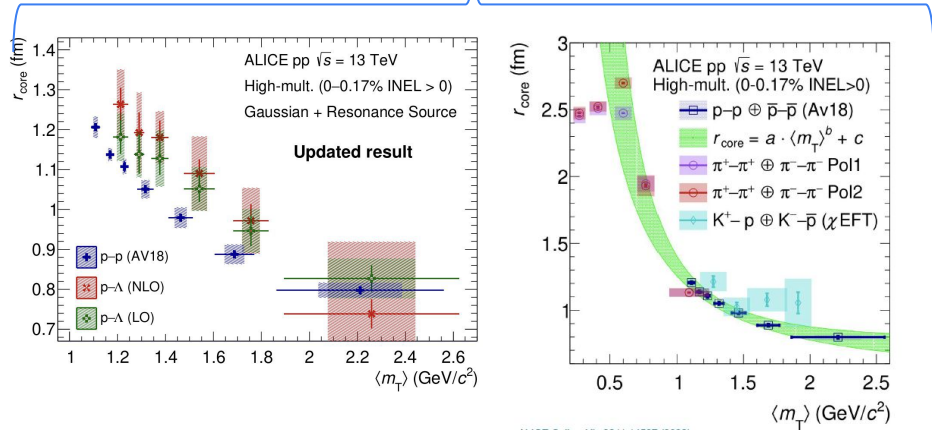 r_core (fm)
1.4
1.3
1.2
1.1
1
0.9
0.8
0.7
ALICE pp √s = 13 TeV
High-mult. (0–0.17% INEL > 0)
Gaussian + Resonance Source
Updated result
p–p (AV18)
p–Λ (NLO)
p–Λ (LO)
1 1.2 1.4 1.6 1.8 2 2.2 2.4 2.6
⟨m_T⟩ (GeV/c²)
r_core (fm)
3
2.5
2
1.5
1
ALICE pp √s = 13 TeV
High-mult. (0-0.17% INEL>0)
p–p ⊕ p̅–p̅ (Av18)
r_core = a · ⟨m_T⟩^b + c
π⁺–π⁺ ⊕ π⁻–π⁻ Pol1
π⁺–π⁺ ⊕ π⁻–π⁻ Pol2
K⁺–p ⊕ K⁻–p̅ (χEFT)
0.5 1 1.5 2 2.5
⟨m_T⟩ (GeV/c²)